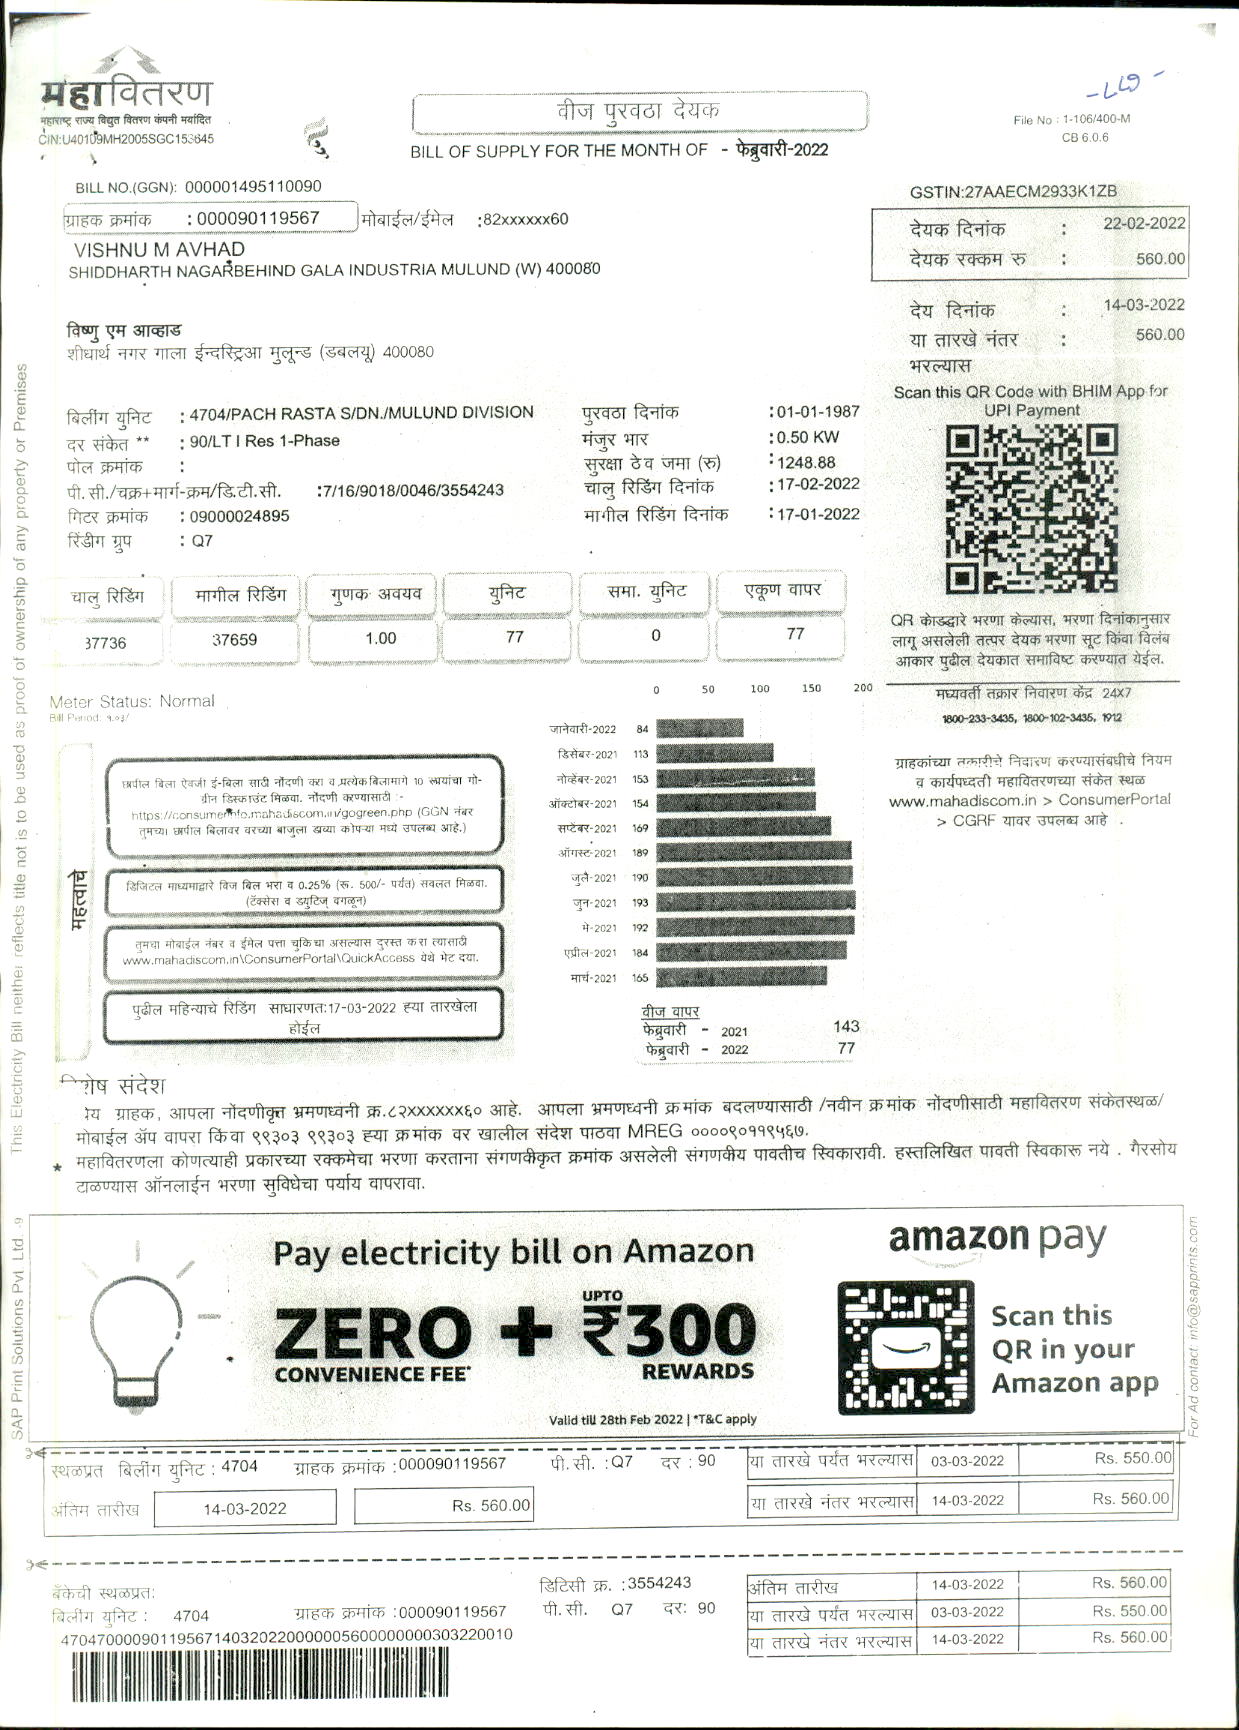 महावितरण
महाराष्ट्र राज्य विद्युत वितरण कंपनी मर्यादित
CIN:U40109MH2005SGC153645
वीज पुरवठा देयक
BILL OF SUPPLY FOR THE MONTH OF - फेब्रुवारी-2022
File No : 1-106/400-M
CB 6.0.6
BILL NO.(GGN): 000001495110090
ग्राहक क्रमांक : 000090119567 मोबाईल/ईमेल :82xxxxxx60
VISHNU M AVHAD
SHIDDHARTH NAGARBEHIND GALA INDUSTRIA MULUND (W) 400080
विष्णु एम आव्हाड
शीधार्थ नगर गाला ईन्दस्ट्रिआ मुलून्ड (डबलयू) 400080
GSTIN:27AAECM2933K1ZB
देयक दिनांक : 22-02-2022
देयक रक्कम रु : 560.00
देय दिनांक : 14-03-2022
या तारखे नंतर : 560.00
भरल्यास
Scan this QR Code with BHIM App for
UPI Payment
बिलींग युनिट : 4704/PACH RASTA S/DN./MULUND DIVISION
दर संकेत ** : 90/LT I Res 1-Phase
पोल क्रमांक :
पी.सी./चक्र+मार्ग-क्रम/डि.टी.सी. :7/16/9018/0046/3554243
मिटर क्रमांक : 09000024895
रिडींग ग्रुप : Q7
पुरवठा दिनांक :01-01-1987
मंजुर भार :0.50 KW
सुरक्षा ठेव जमा (रु) :1248.88
चालु रिडिंग दिनांक :17-02-2022
मागील रिडिंग दिनांक :17-01-2022
चालु रिडिंग मागील रिडिंग गुणक अवयव युनिट समा. युनिट एकूण वापर
37736 37659 1.00 77 0 77
QR कोडद्वारे भरणा केल्यास, भरणा दिनांकानुसार
लागू असलेली तत्पर देयक भरणा सूट किंवा विलंब
आकार पुढील देयकात समाविष्ट करण्यात येईल.
मध्यवर्ती तक्रार निवारण केंद्र 24X7
1800-233-3435, 1800-102-3435, 1912
ग्राहकांच्या तक्रारींचे निवारण करण्यासंबधीचे नियम
व कार्यपध्दती महावितरणच्या संकेत स्थळ
www.mahadiscom.in > ConsumerPortal
> CGRF यावर उपलब्ध आहे .
Meter Status: Normal
Bill Period: १.०३/
महत्वाचे
छापील बिला ऐवजी ई-बिला साठी नोंदणी करा व प्रत्येकबिलामागे 10 रूपयांचा गो-
ग्रीन डिस्काउंट मिळवा. नोंदणी करण्यासाठी :-
https://consumerinfo.mahadiscom.in/gogreen.php (GGN नंबर
तुमच्या छापील बिलावर वरच्या बाजूला डाव्या कोपऱ्या मध्ये उपलब्ध आहे.)
डिजिटल माध्यमाद्वारे विज बिल भरा व 0.25% (रू. 500/- पर्यंत) सवलत मिळवा.
(टॅक्सेस व ड्युटिज् वगळून)
तुमचा मोबाईल नंबर व ईमेल पत्ता चुकिचा असल्यास दुरस्त करा त्यासाठी
www.mahadiscom.in\ConsumerPortal\QuickAccess येथे भेट द्या.
पुढील महिन्याचे रिडिंग साधारणत:17-03-2022 ह्या तारखेला
होईल
0 50 100 150 200
जानेवारी-2022 84
डिसेंबर-2021 113
नोव्हेंबर-2021 153
ऑक्टोबर-2021 154
सप्टेंबर-2021 169
ऑगस्ट-2021 189
जुलै-2021 190
जुन-2021 193
मे-2021 192
एप्रील-2021 184
मार्च-2021 165
वीज वापर
फेब्रुवारी - 2021 143
फेब्रुवारी - 2022 77
This Electricity Bill neither reflects title not is to be used as proof of ownership of any property or Premises
संदेश
ग्राहक, आपला नोंदणीकृत भ्रमणध्वनी क्र.८२XXXXXX६० आहे. आपला भ्रमणध्वनी क्रमांक बदलण्यासाठी /नवीन क्रमांक नोंदणीसाठी महावितरण संकेतस्थळ/
मोबाईल ॲप वापरा किंवा ९९३०३ ९९३०३ ह्या क्रमांक वर खालील संदेश पाठवा MREG ००००९०११९५६७.
* महावितरणला कोणत्याही प्रकारच्या रक्कमेचा भरणा करताना संगणकीकृत क्रमांक असलेली संगणकीय पावतीच स्विकारावी. हस्तलिखित पावती स्विकारू नये . गैरसोय
टाळण्यास ऑनलाईन भरणा सुविधेचा पर्याय वापरावा.
SAP Print Solutions Pvt. Ltd -9
Pay electricity bill on Amazon
ZERO + UPTO ₹300
CONVENIENCE FEE* REWARDS
Valid till 28th Feb 2022 | *T&C apply
amazon pay
Scan this
QR in your
Amazon app
For Ad contact: info@sapprints.com
स्थळप्रत बिलींग युनिट : 4704 ग्राहक क्रमांक :000090119567 पी.सी. :Q7 दर : 90 या तारखे पर्यंत भरल्यास 03-03-2022 Rs. 550.00
अंतिम तारीख 14-03-2022 Rs. 560.00 या तारखे नंतर भरल्यास 14-03-2022 Rs. 560.00
बँकेची स्थळप्रत: डिटिसी क्र. :3554243 अंतिम तारीख 14-03-2022 Rs. 560.00
बिलींग युनिट : 4704 ग्राहक क्रमांक :000090119567 पी.सी. Q7 दर: 90 या तारखे पर्यंत भरल्यास 03-03-2022 Rs. 550.00
या तारखे नंतर भरल्यास 14-03-2022 Rs. 560.00
4704700009011956714032022000000560000000303220010